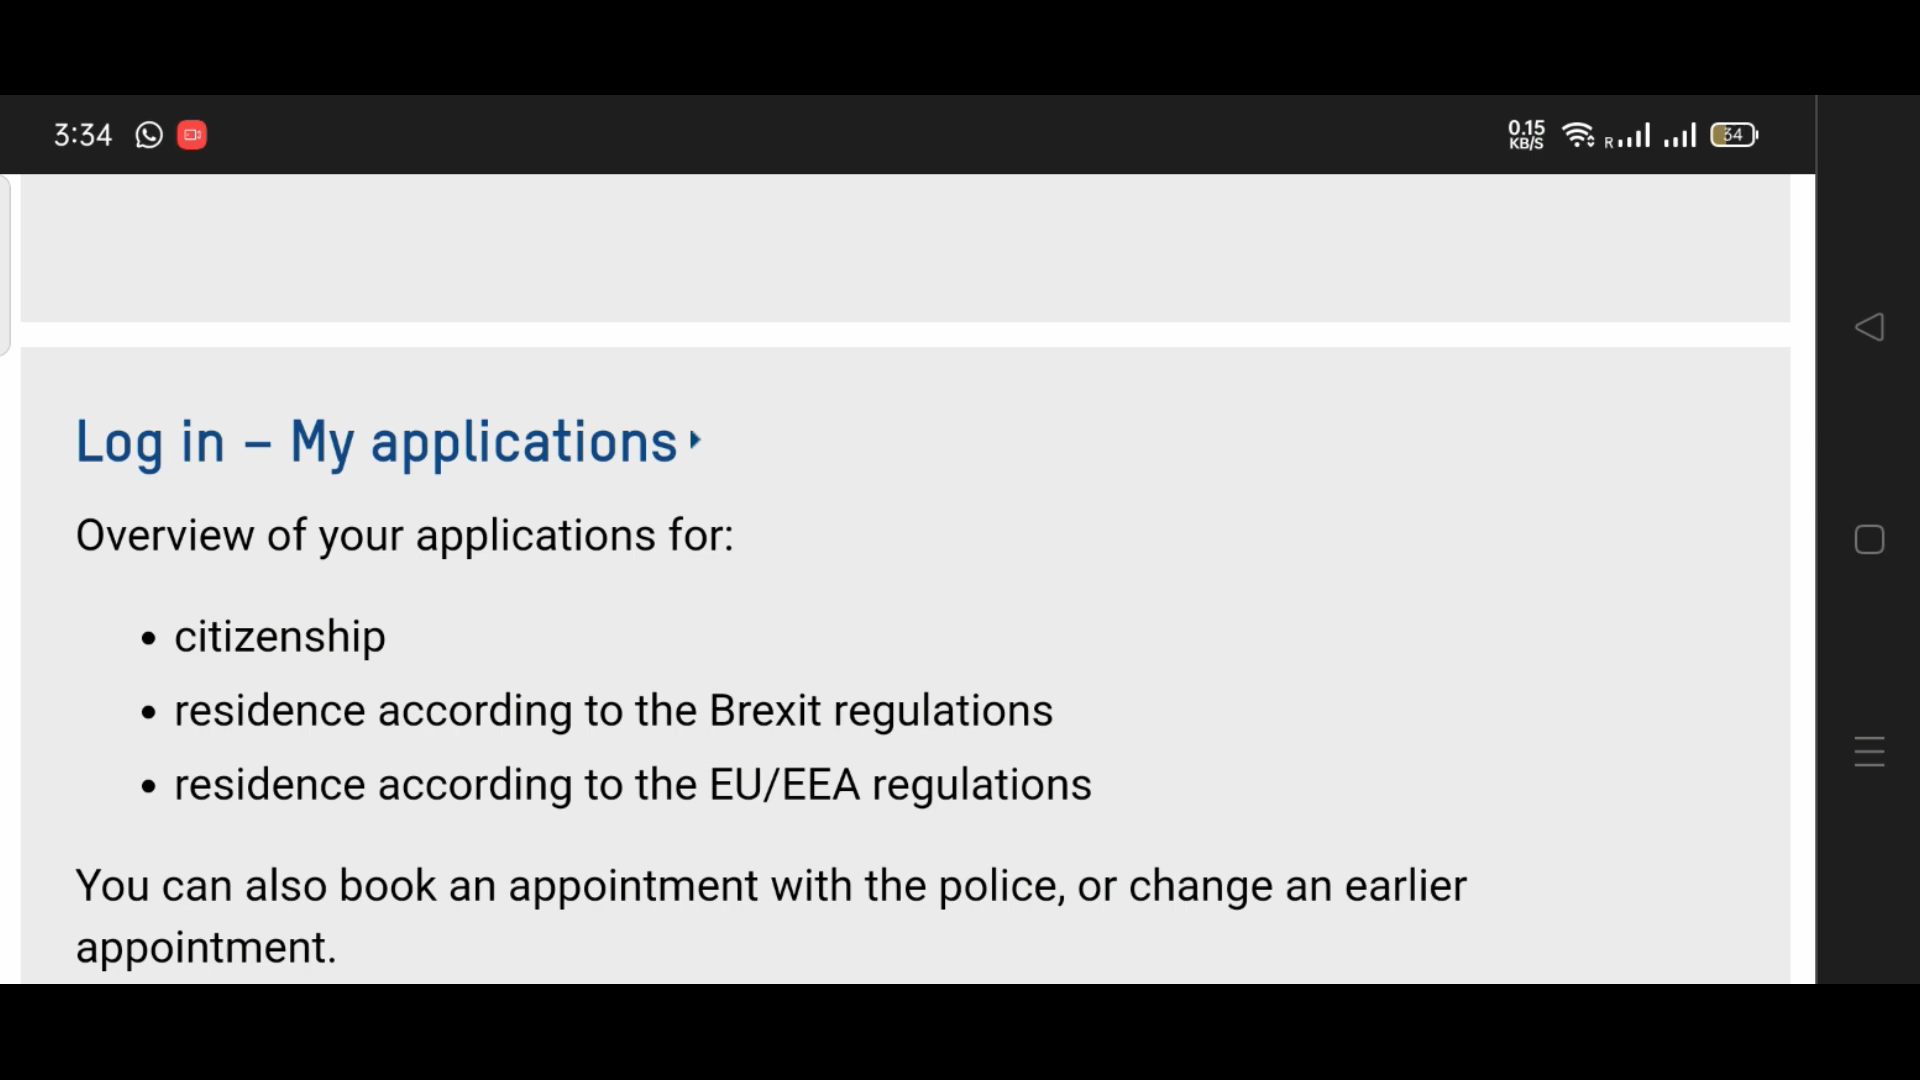 3:34
0.15
KB/S
R
34
Log in – My applications
Overview of your applications for:
• citizenship
• residence according to the Brexit regulations
• residence according to the EU/EEA regulations
You can also book an appointment with the police, or change an earlier
appointment.